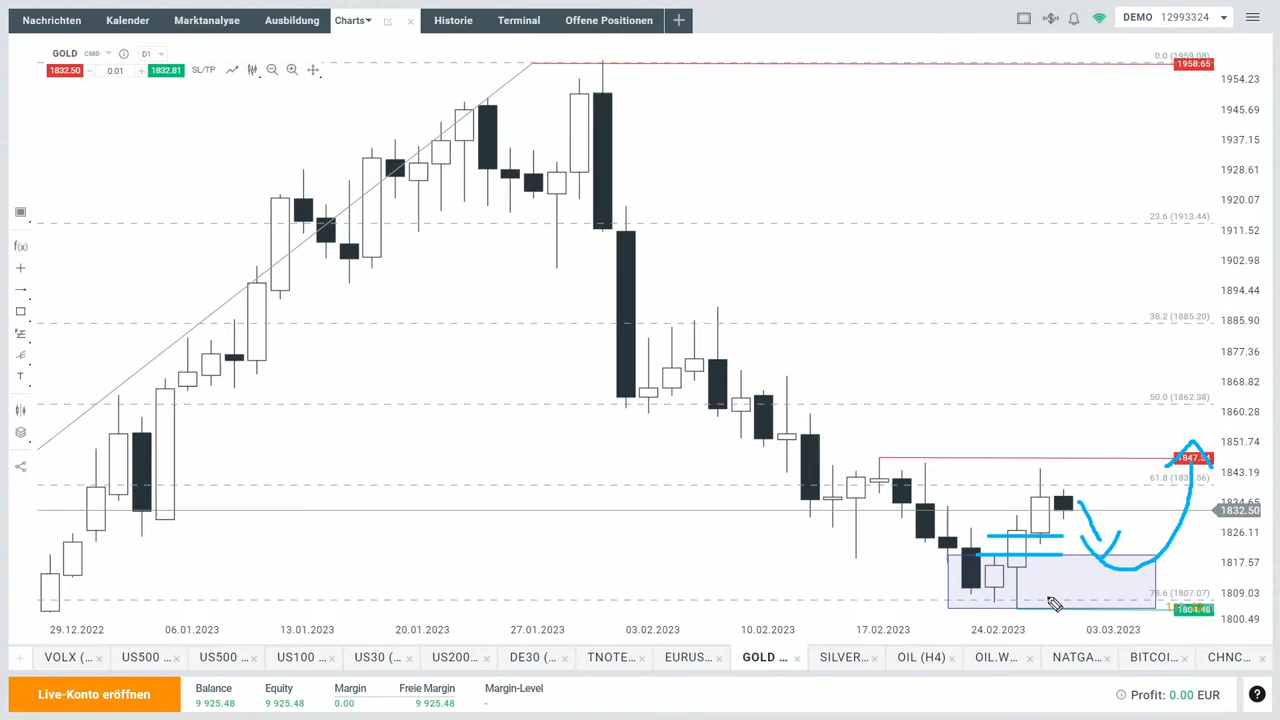 Nachrichten Kalender Marktanalyse Ausbildung Charts Historie Terminal Offene Positionen DEMO 12993324
GOLD CMD D1
1832.50 0.01 1832.81 SL/TP
0.0 (1959.08)
1958.65
1954.23
1945.69
1937.15
1928.61
1920.07
23.6 (1913.44)
1911.52
1902.98
1894.44
38.2 (1885.20)
1885.90
1877.36
1868.82
50.0 (1862.38)
1860.28
1851.74
1843.19
61.8
1832.50
1826.11
1817.57
78.6 (1807.07)
1809.03
1804.48
1800.49
29.12.2022 06.01.2023 13.01.2023 20.01.2023 27.01.2023 03.02.2023 10.02.2023 17.02.2023 24.02.2023 03.03.2023
f(x)
T
VOLX (... US500 ... US500 ... US100 ... US30 (... US200... DE30 (... TNOTE... EURUS... GOLD ... SILVER... OIL (H4) OIL.W... NATGA... BITCOI... CHNC...
Live-Konto eröffnen
Balance Equity Margin Freie Margin Margin-Level
9 925.48 9 925.48 0.00 9 925.48 -
Profit: 0.00 EUR